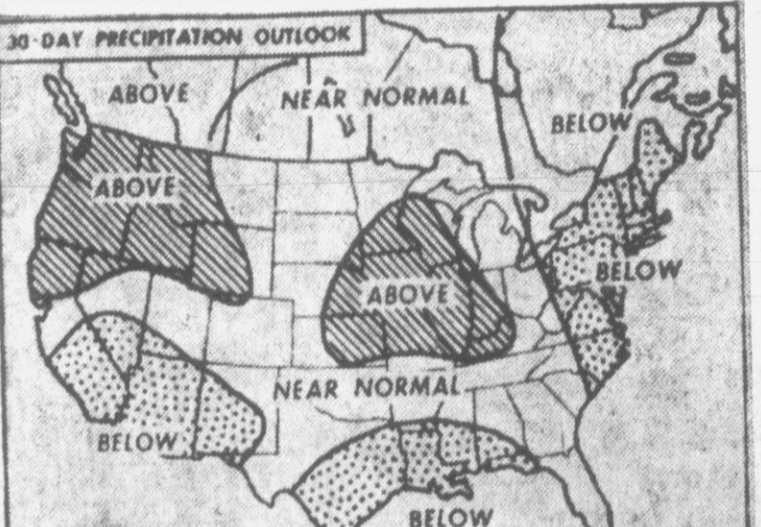 30-DAY PRECIPITATION OUTLOOK
ABOVE
NEAR NORMAL
BELOW
ABOVE
BELOW
ABOVE
NEAR NORMAL
BELOW
BELOW